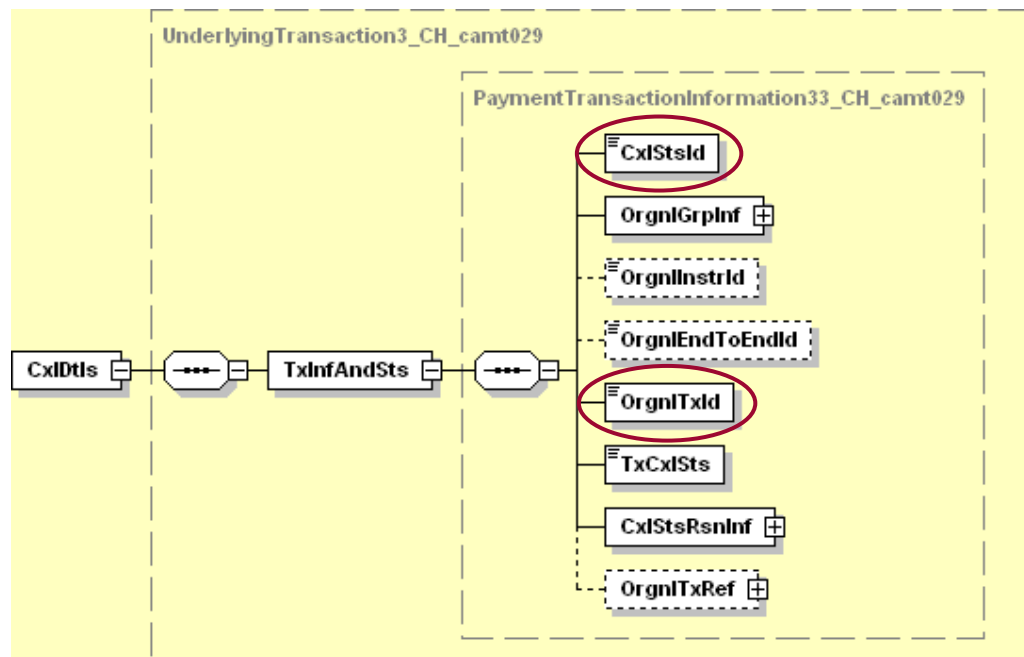 UnderlyingTransaction3_CH_camt029
PaymentTransactionInformation33_CH_camt029
CxlStsId
OrgnlGrpInf
OrgnlInstrId
OrgnlEndToEndId
CxlDtls
TxInfAndSts
OrgnlTxId
TxCxlSts
CxlStsRsnInf
OrgnlTxRef